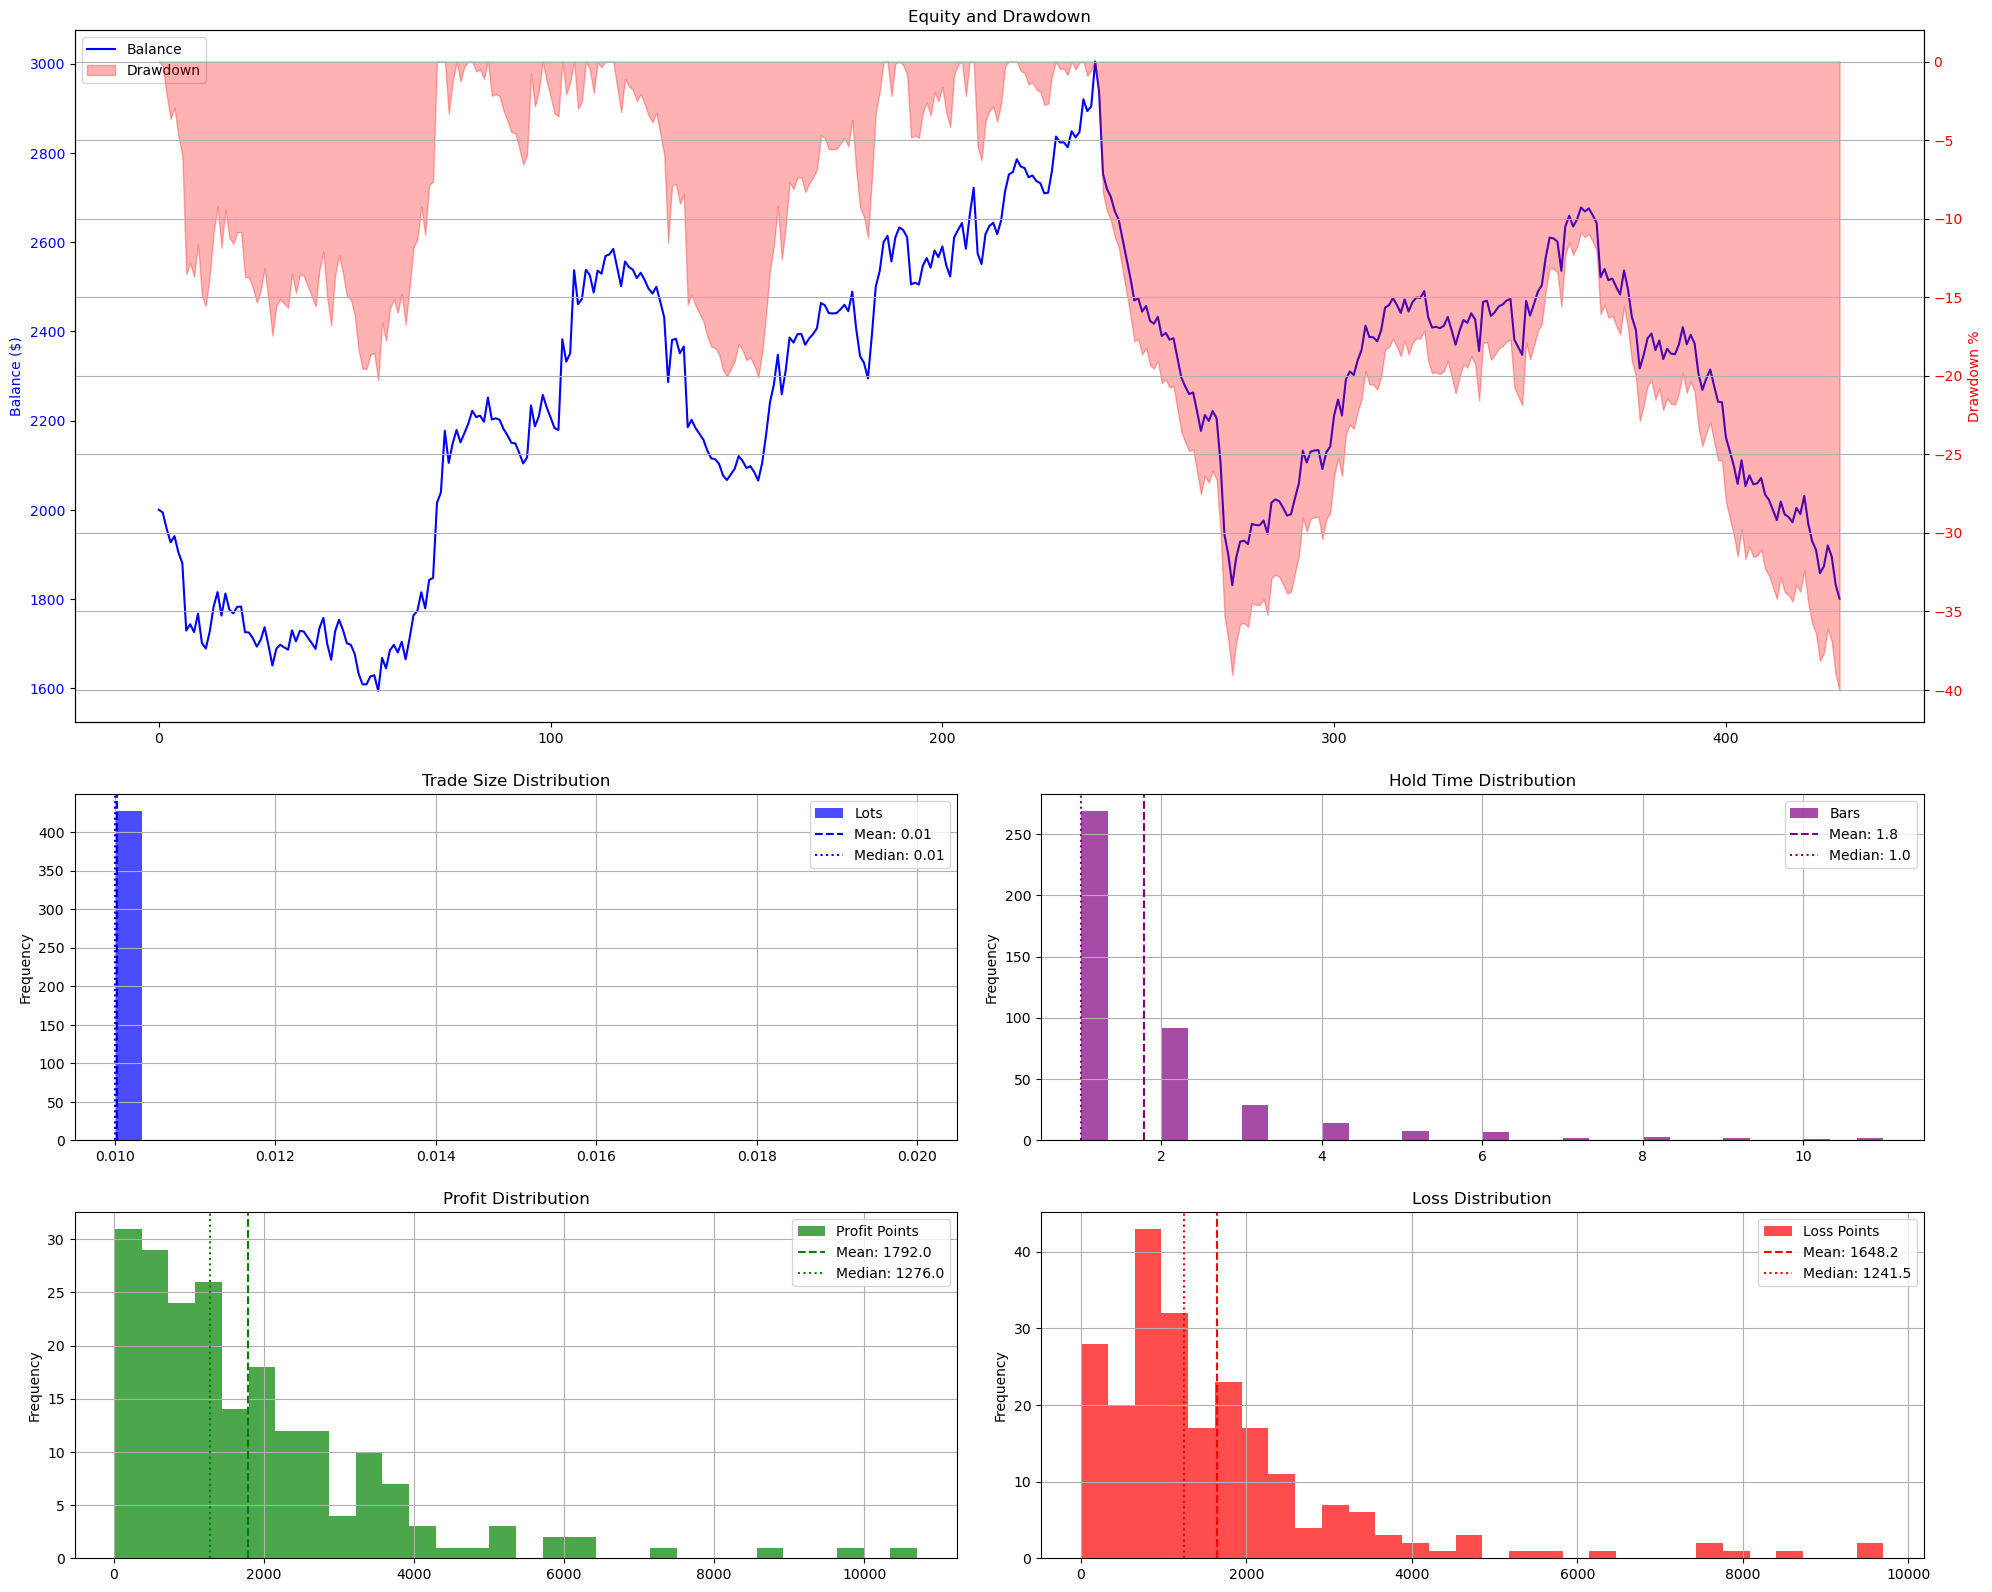 Equity and Drawdown
Balance
Drawdown
3000
2800
2600
2400
2200
2000
1800
1600
Balance ($)
0
−5
−10
−15
−20
−25
−30
−35
−40
Drawdown %
0
100
200
300
400
Trade Size Distribution
Lots
Mean: 0.01
Median: 0.01
400
350
300
250
200
150
100
50
0
Frequency
0.010
0.012
0.014
0.016
0.018
0.020
Hold Time Distribution
Bars
Mean: 1.8
Median: 1.0
250
200
150
100
50
0
Frequency
2
4
6
8
10
Profit Distribution
Profit Points
Mean: 1792.0
Median: 1276.0
30
25
20
15
10
5
0
Frequency
0
2000
4000
6000
8000
10000
Loss Distribution
Loss Points
Mean: 1648.2
Median: 1241.5
40
30
20
10
0
Frequency
0
2000
4000
6000
8000
10000